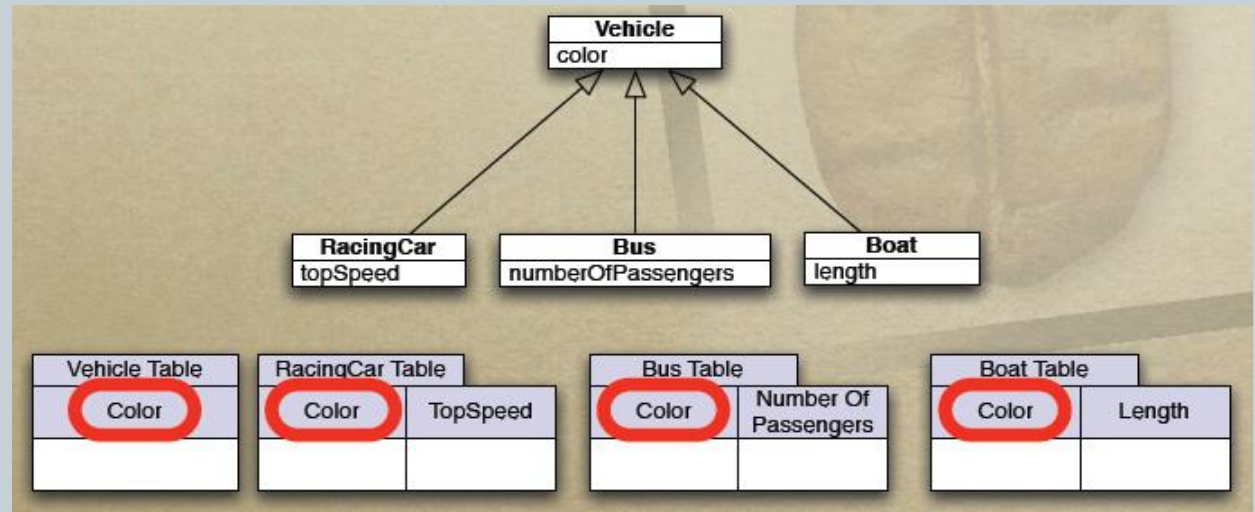 Vehicle
color
RacingCar
topSpeed
Bus
numberOfPassengers
Boat
length
Vehicle Table
Color
RacingCar Table
Color TopSpeed
Bus Table
Color Number Of
Passengers
Boat Table
Color Length